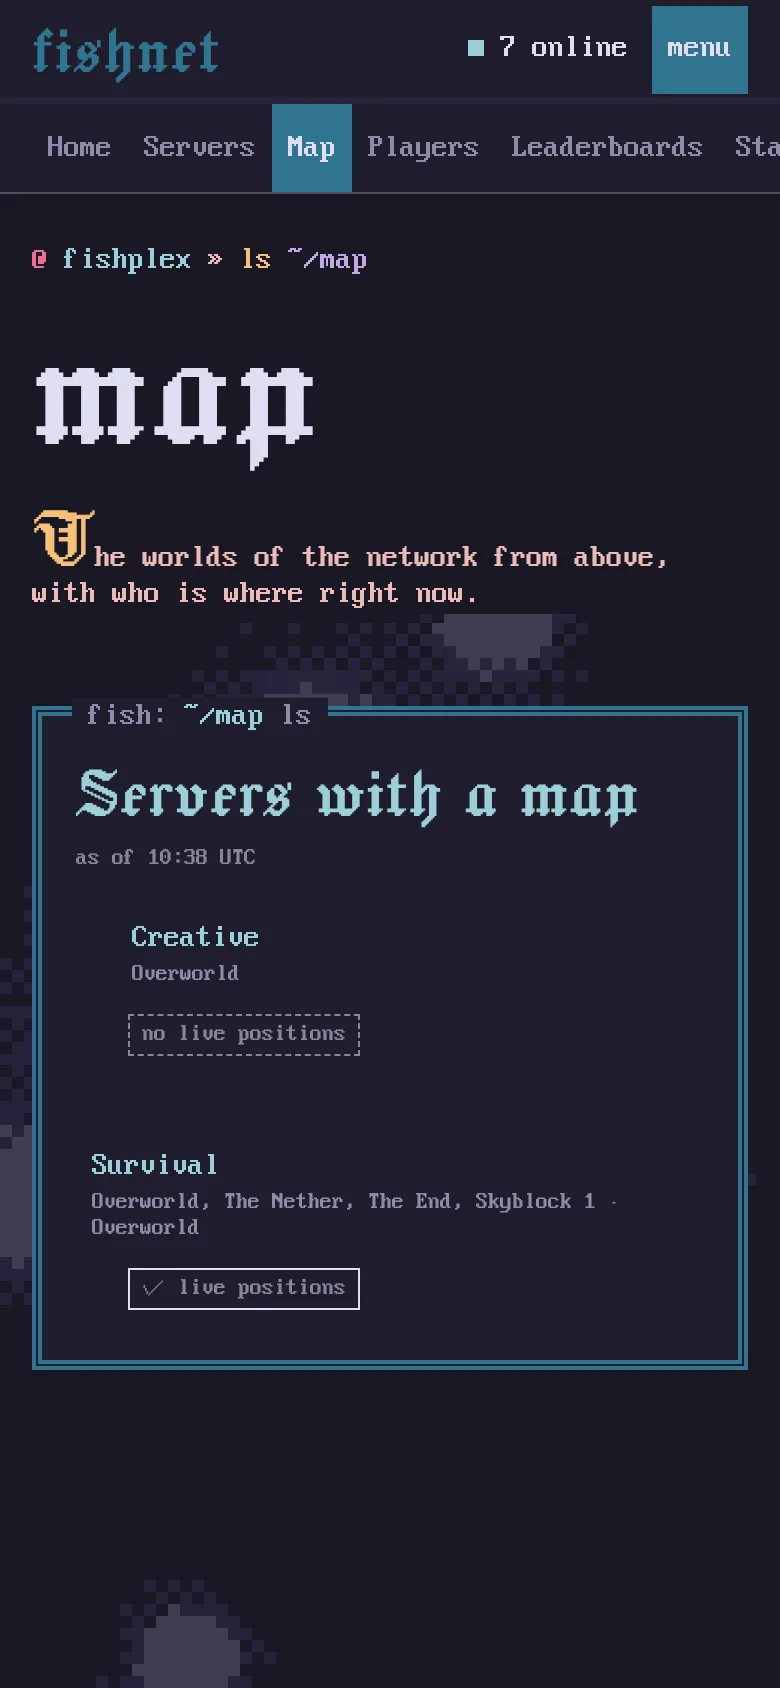 fishnet
7 online
menu
Home Servers Map Players Leaderboards Sta
@ fishplex » ls ~/map
map
The worlds of the network from above,
with who is where right now.
fish: ~/map ls
Servers with a map
as of 10:38 UTC
Creative
Overworld
no live positions
Survival
Overworld, The Nether, The End, Skyblock 1 ·
Overworld
✓ live positions